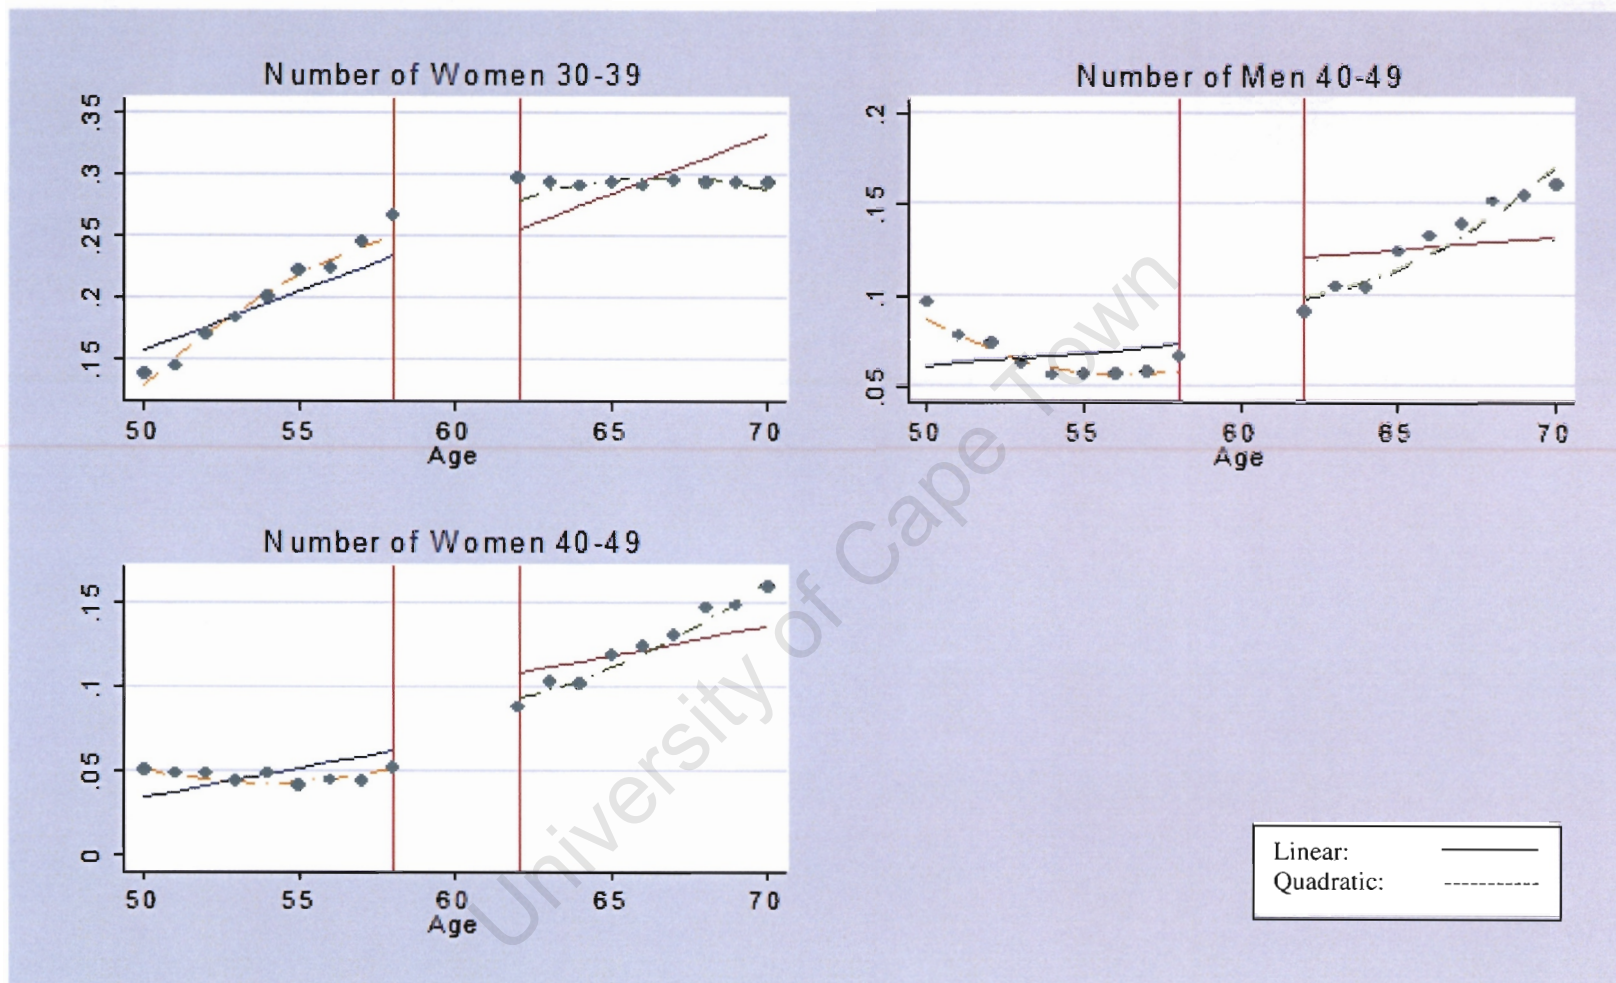 Number of Women 30-39
.35
.3
.25
.2
.15
50 55 60 65 70
Age
Number of Men 40-49
.2
.15
.1
.05
50 55 60 65 70
Age
Number of Women 40-49
.15
.1
.05
0
50 55 60 65 70
Age
Linear:
Quadratic:
University of Cape Town